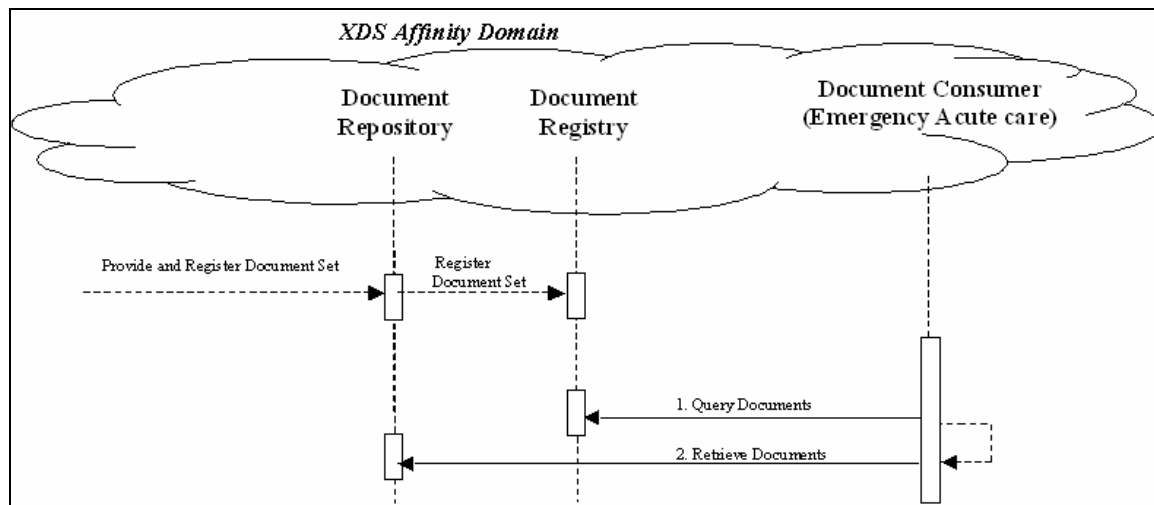 XDS Affinity Domain
Document
Repository
Document
Registry
Document Consumer
(Emergency Acute care)
Provide and Register Document Set
Register
Document Set
1. Query Documents
2. Retrieve Documents